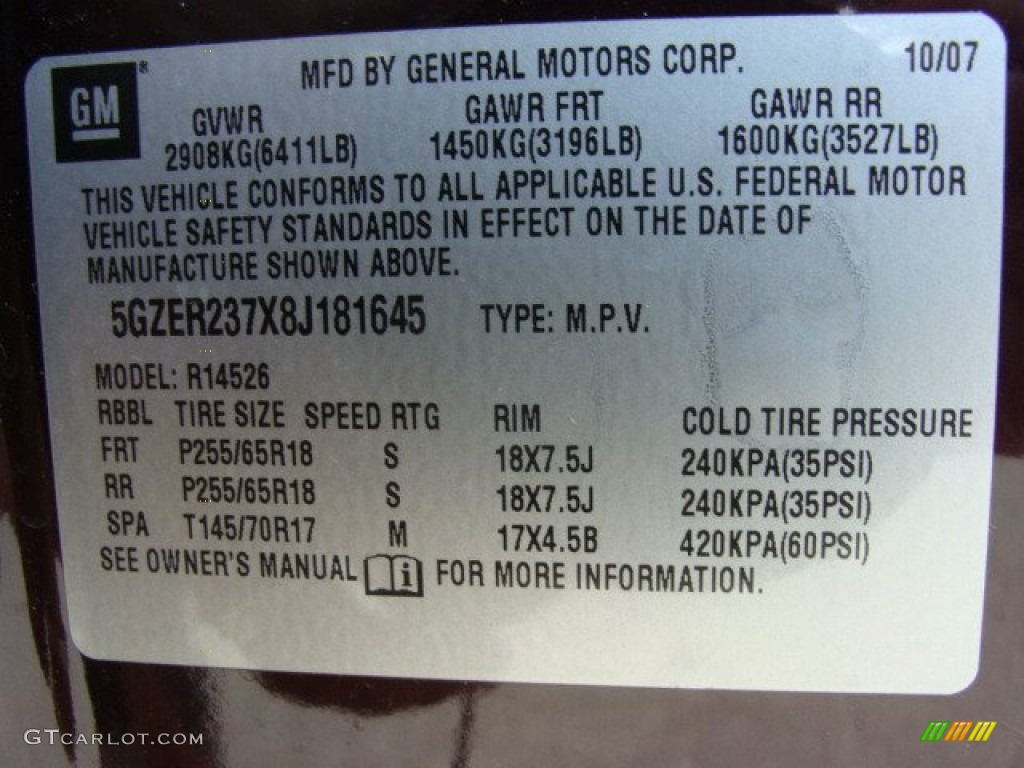 GM® MFD BY GENERAL MOTORS CORP. 10/07
GVWR GAWR FRT GAWR RR
2908KG(6411LB) 1450KG(3196LB) 1600KG(3527LB)
THIS VEHICLE CONFORMS TO ALL APPLICABLE U.S. FEDERAL MOTOR
VEHICLE SAFETY STANDARDS IN EFFECT ON THE DATE OF
MANUFACTURE SHOWN ABOVE.
5GZER237X8J181645 TYPE: M.P.V.
MODEL: R14526
RBBL TIRE SIZE SPEED RTG RIM COLD TIRE PRESSURE
FRT P255/65R18 S 18X7.5J 240KPA(35PSI)
RR P255/65R18 S 18X7.5J 240KPA(35PSI)
SPA T145/70R17 M 17X4.5B 420KPA(60PSI)
SEE OWNER'S MANUAL i FOR MORE INFORMATION.
GTCARLOT.COM